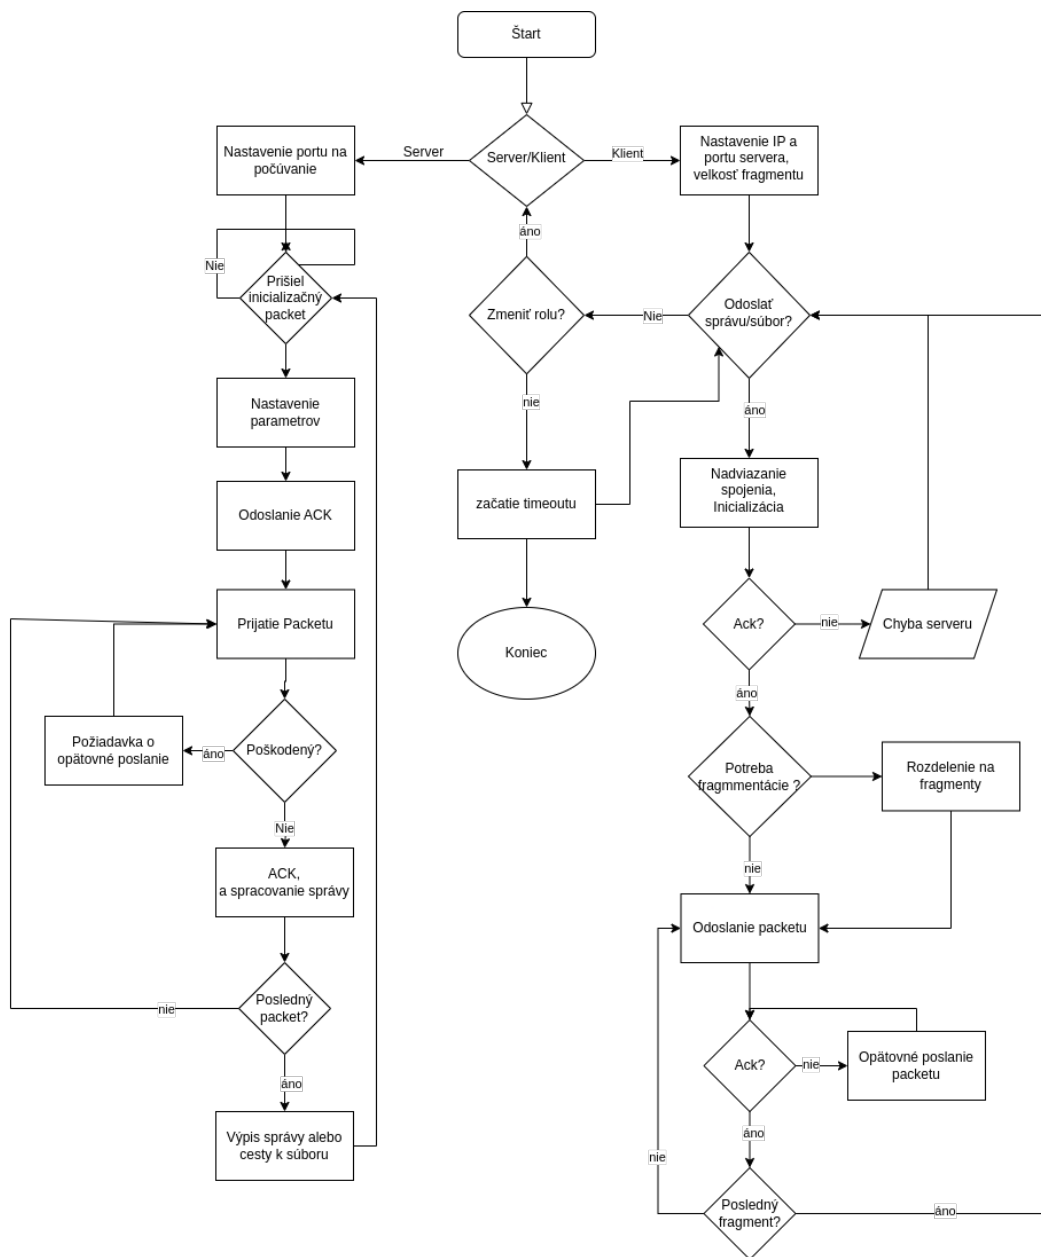 Štart
Server/Klient
Server
Klient
Nastavenie portu na
počúvanie
Nastavenie IP a
portu servera,
velkosť fragmentu
áno
Nie
Prišiel
inicializačný
packet
Zmeniť rolu?
Nie
Odoslať
správu/súbor?
nie
áno
Nastavenie
parametrov
začatie timeoutu
Nadviazanie
spojenia,
Inicializácia
Odoslanie ACK
Prijatie Packetu
Koniec
Ack?
nie
Chyba serveru
áno
Požiadavka o
opätovné poslanie
áno
Poškodený?
Potreba
fragmmentácie ?
Rozdelenie na
fragmenty
Nie
nie
ACK,
a spracovanie správy
Odoslanie packetu
nie
Posledný
packet?
Ack?
nie
Opätovné poslanie
packetu
áno
áno
Výpis správy alebo
cesty k súboru
nie
Posledný
fragment?
áno